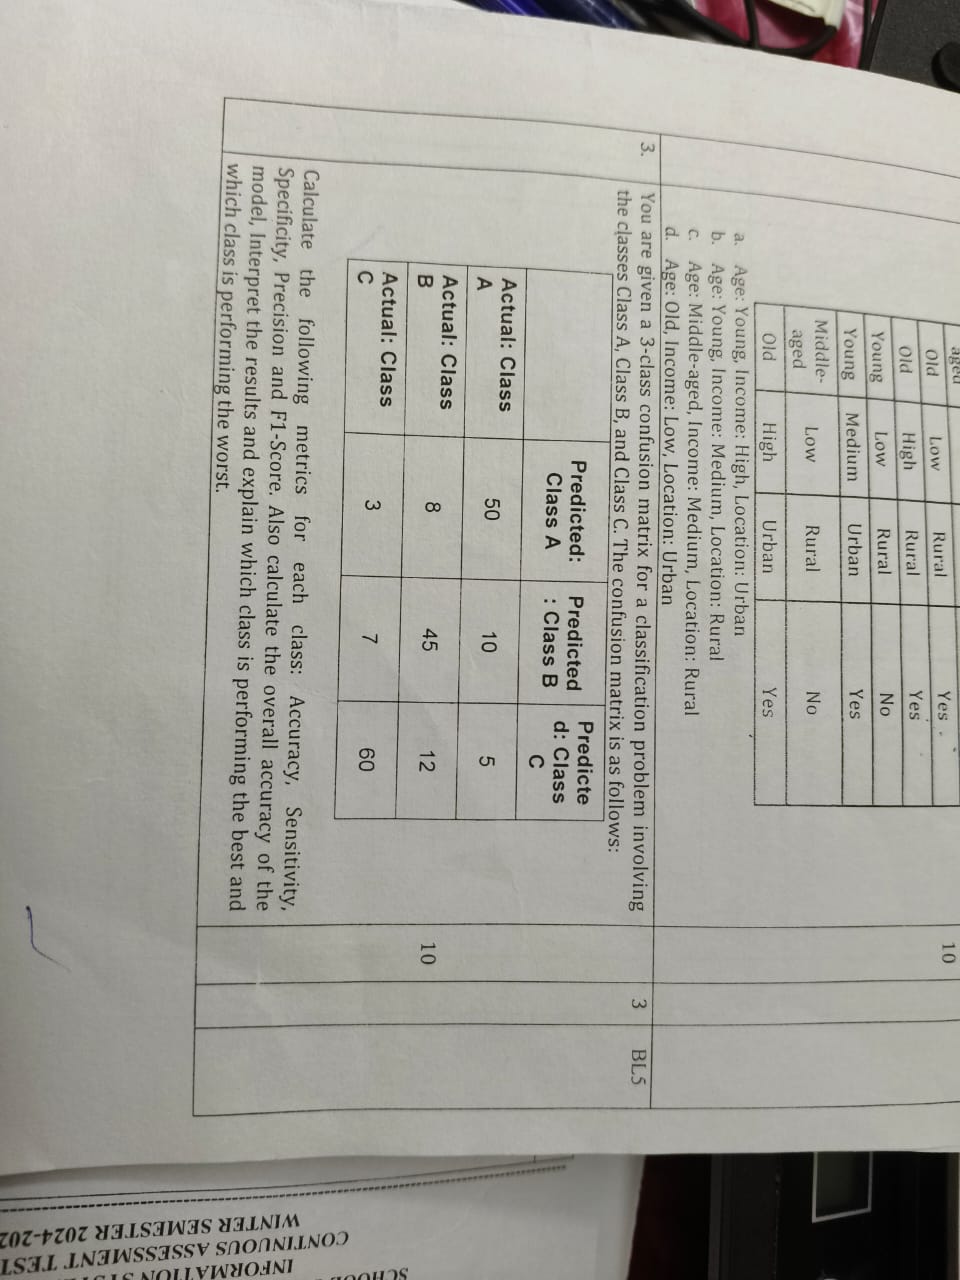 aged
Old Low Rural Yes 10
Old High Rural Yes
Young Low Rural No
Young Medium Urban Yes
Middle-
aged Low Rural No
Old High Urban Yes
a. Age: Young, Income: High, Location: Urban
b. Age: Young, Income: Medium, Location: Rural
c. Age: Middle-aged, Income: Medium, Location: Rural
d. Age: Old, Income: Low, Location: Urban
3. You are given a 3-class confusion matrix for a classification problem involving 3 BL5
the classes Class A, Class B, and Class C. The confusion matrix is as follows:
Predicted: Predicted Predicte
Class A : Class B d: Class
C
Actual: Class
A 50 10 5
Actual: Class
B 8 45 12 10
Actual: Class
C 3 7 60
Calculate the following metrics for each class: Accuracy, Sensitivity,
Specificity, Precision and F1-Score. Also calculate the overall accuracy of the
model, Interpret the results and explain which class is performing the best and
which class is performing the worst.
INFORMATION
CONTINUOUS ASSESSMENT TEST
WINTER SEMESTER 2024-202